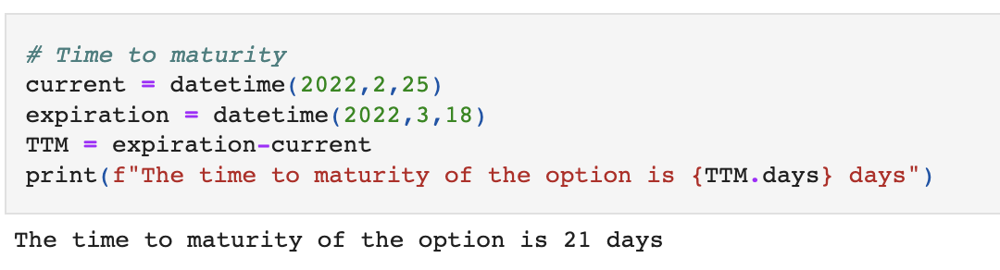 # Time to maturity
current = datetime(2022,2,25)
expiration = datetime(2022,3,18)
TTM = expiration-current
print(f"The time to maturity of the option is {TTM.days} days")
The time to maturity of the option is 21 days